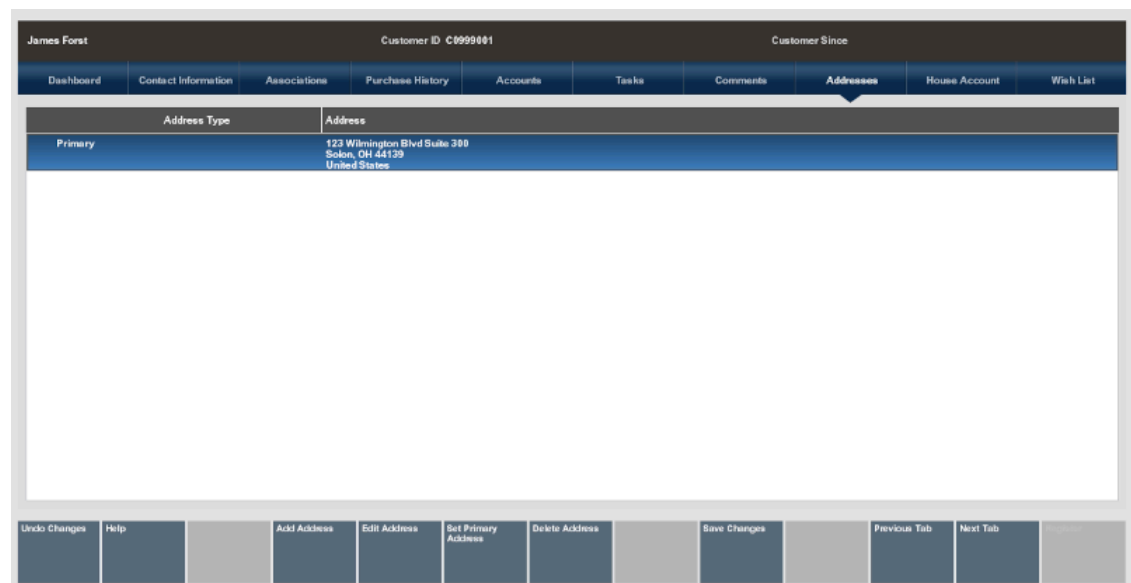 James Forst Customer ID C0999001 Customer Since
Dashboard Contact Information Associations Purchase History Accounts Tasks Comments Addresses House Account Wish List
Address Type Address
Primary 123 Wilmington Blvd Suite 300
Solon, OH 44139
United States
Undo Changes Help Add Address Edit Address Set Primary Delete Address Save Changes Previous Tab Next Tab
Address